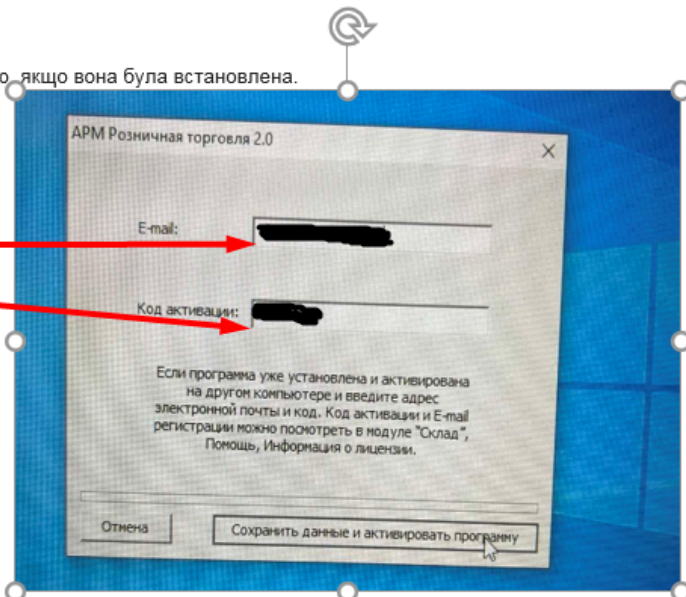 о, якщо вона була встановлена.
АРМ Розничная торговля 2.0
E-mail:
Код активации:
Если программа уже установлена и активирована
на другом компьютере и введите адрес
электронной почты и код. Код активации и E-mail
регистрации можно посмотреть в модуле "Склад",
Помощь, Информация о лицензии.
Отмена
Сохранить данные и активировать программу